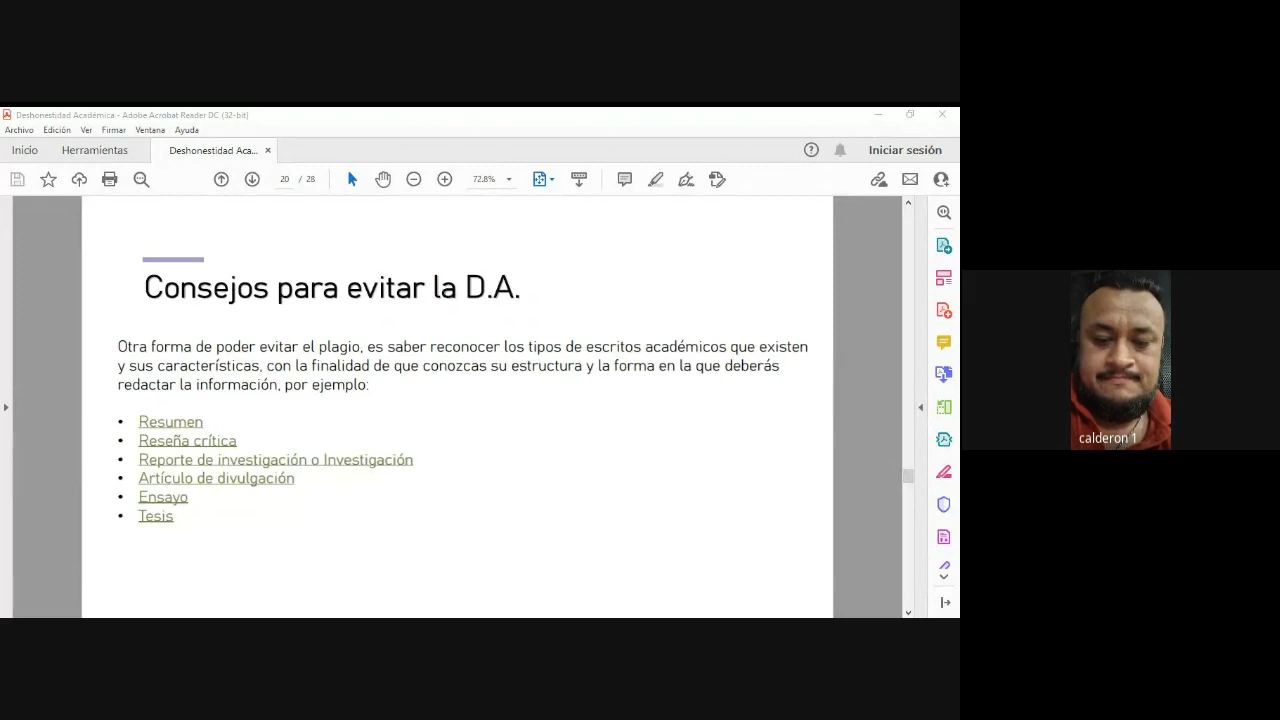 Deshonestidad Académica - Adobe Acrobat Reader DC (32-bit)
Archivo Edición Ver Firmar Ventana Ayuda
Inicio Herramientas Deshonestidad Aca... × Iniciar sesión
20 / 28 72.8%
Consejos para evitar la D.A.
Otra forma de poder evitar el plagio, es saber reconocer los tipos de escritos académicos que existen
y sus características, con la finalidad de que conozcas su estructura y la forma en la que deberás
redactar la información, por ejemplo:
• Resumen
• Reseña crítica
• Reporte de investigación o Investigación
• Artículo de divulgación
• Ensayo
• Tesis
calderon 1